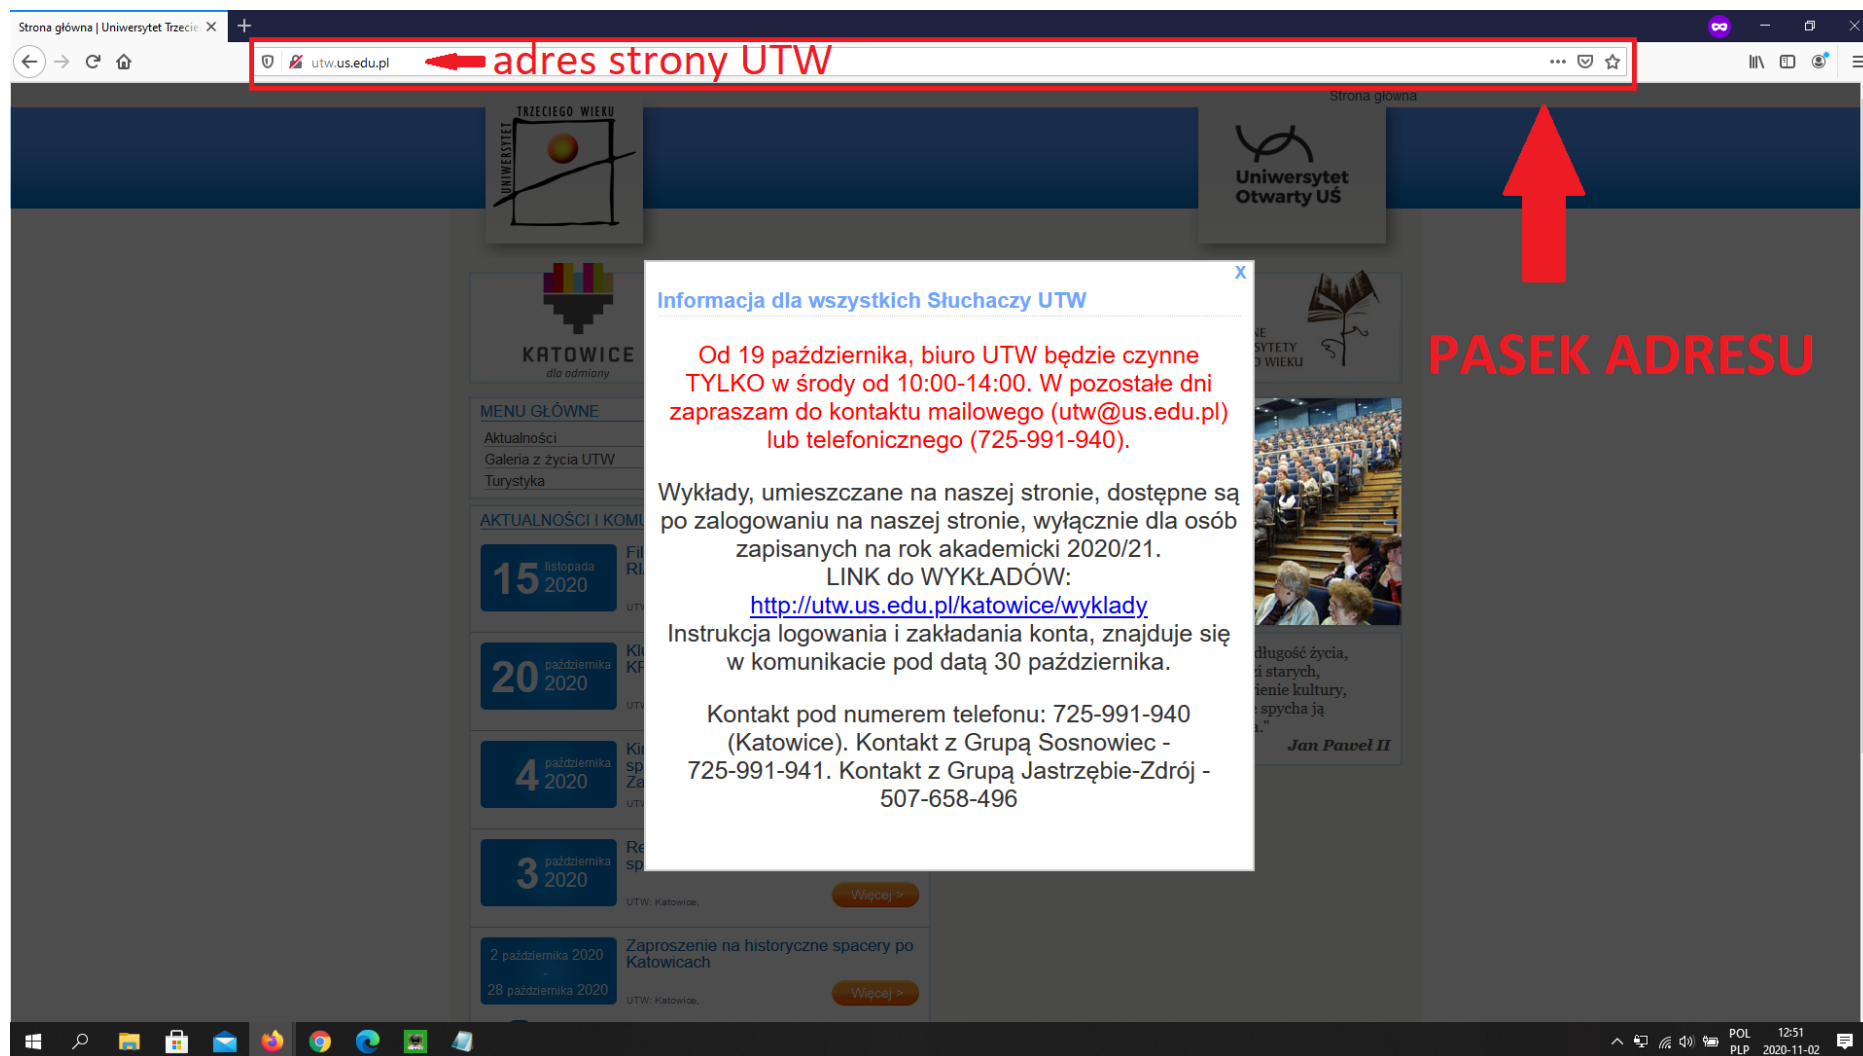 Strona główna | Uniwersytet Trzecie
utw.us.edu.pl
adres strony UTW
Strona główna
TRZECIEGO WIEKU
UNIWERSYTET
Uniwersytet
Otwarty UŚ
PASEK ADRESU
KATOWICE
dla odmiany
WIEKU
MENU GŁÓWNE
Aktualności
Galeria z życia UTW
Turystyka
AKTUALNOŚCI I KOMU
15 listopada 2020
20 października 2020
4 października 2020
3 października 2020
UTW: Katowice,
Więcej >
2 października 2020
-
28 października 2020
Zaproszenie na historyczne spacery po
Katowicach
UTW: Katowice,
Więcej >
X
Informacja dla wszystkich Słuchaczy UTW
Od 19 października, biuro UTW będzie czynne
TYLKO w środy od 10:00-14:00. W pozostałe dni
zapraszam do kontaktu mailowego (utw@us.edu.pl)
lub telefonicznego (725-991-940).
Wykłady, umieszczane na naszej stronie, dostępne są
po zalogowaniu na naszej stronie, wyłącznie dla osób
zapisanych na rok akademicki 2020/21.
LINK do WYKŁADÓW:
http://utw.us.edu.pl/katowice/wyklady
Instrukcja logowania i zakładania konta, znajduje się
w komunikacie pod datą 30 października.
Kontakt pod numerem telefonu: 725-991-940
(Katowice). Kontakt z Grupą Sosnowiec -
725-991-941. Kontakt z Grupą Jastrzębie-Zdrój -
507-658-496
długość życia,
i starych,
ienie kultury,
spycha ją
Jan Paweł II
POL
PLP
12:51
2020-11-02